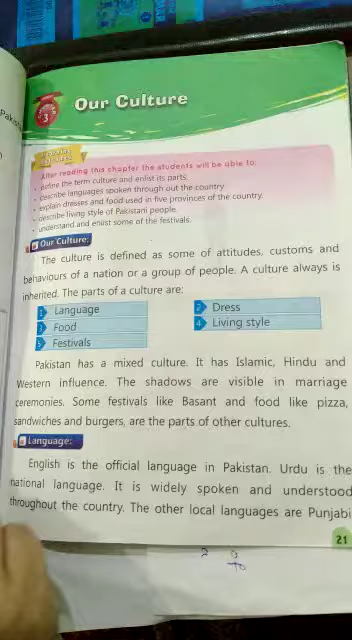 Pakis
CHAPTER
3
Our Culture
After reading this chapter the students will be able to:
• define the term culture and enlist its parts.
• describe languages spoken through out the country.
• explain dresses and food used in five provinces of the country.
• describe living style of Pakistani people.
• understand and enlist some of the festivals.
Our Culture:
The culture is defined as some of attitudes, customs and
behaviours of a nation or a group of people. A culture always is
inherited. The parts of a culture are:
1 Language
2 Dress
3 Food
4 Living style
5 Festivals
Pakistan has a mixed culture. It has Islamic, Hindu and
Western influence. The shadows are visible in marriage
ceremonies. Some festivals like Basant and food like pizza,
sandwiches and burgers, are the parts of other cultures.
Language:
English is the official language in Pakistan. Urdu is the
national language. It is widely spoken and understood
throughout the country. The other local languages are Punjabi
21